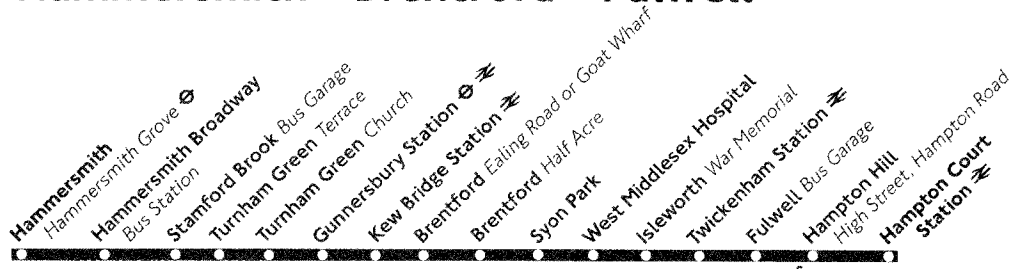 Hammersmith
Hammersmith Grove
Hammersmith Broadway
Bus Station
Stamford Brook Bus Garage
Turnham Green Terrace
Turnham Green Church
Gunnersbury Station
Kew Bridge Station
Brentford Ealing Road or Goat Wharf
Brentford Half Acre
Syon Park
West Middlesex Hospital
Isleworth War Memorial
Twickenham Station
Fulwell Bus Garage
Hampton Hill
High Street, Hampton Road
Hampton Court
Station